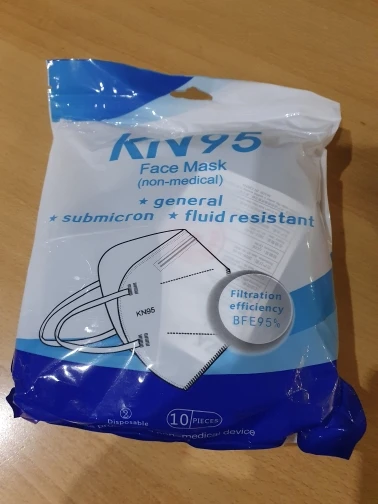 KN95
Face Mask
(non-medical)
★ general
★ submicron ★ fluid resistant
KN95
Filtration
efficiency
BFE95%
2
Disposable
10 PIECES
non-medical device